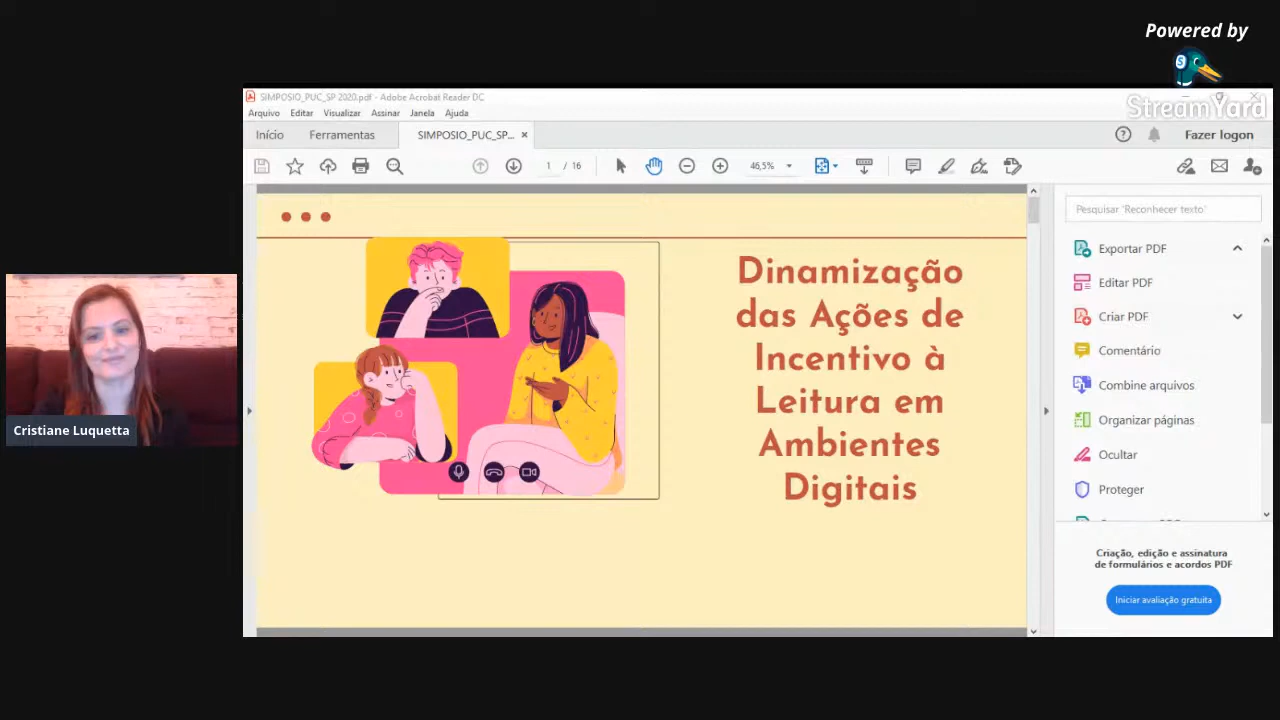 Powered by
StreamYard
SIMPOSIO_PUC_SP 2020.pdf - Adobe Acrobat Reader DC
Arquivo Editar Visualizar Assinar Janela Ajuda
Início Ferramentas SIMPOSIO_PUC_SP... × Fazer logon
1 / 16 46,5%
Pesquisar 'Reconhecer texto'
Exportar PDF
Editar PDF
Criar PDF
Comentário
Combine arquivos
Organizar páginas
Ocultar
Proteger
Criação, edição e assinatura
de formulários e acordos PDF
Iniciar avaliação gratuita
Dinamização
das Ações de
Incentivo à
Leitura em
Ambientes
Digitais
Cristiane Luquetta